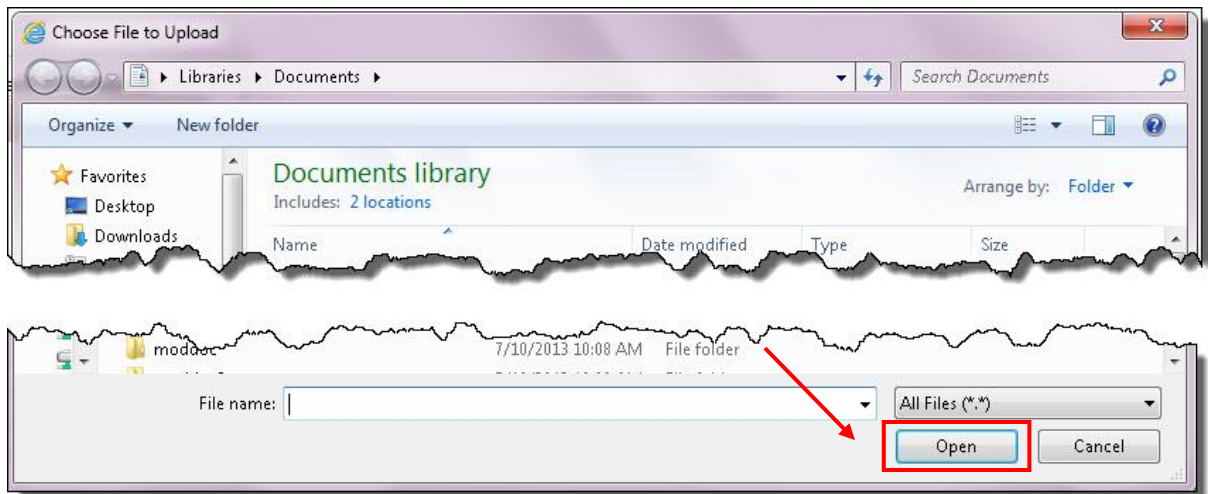 Choose File to Upload
X
Libraries Documents
Search Documents
Organize New folder
Favorites
Documents library
Arrange by: Folder
Desktop
Includes: 2 locations
Downloads
Name Date modified Type Size
moddoc 7/10/2013 10:08 AM File folder
File name: All Files (*.*)
Open Cancel